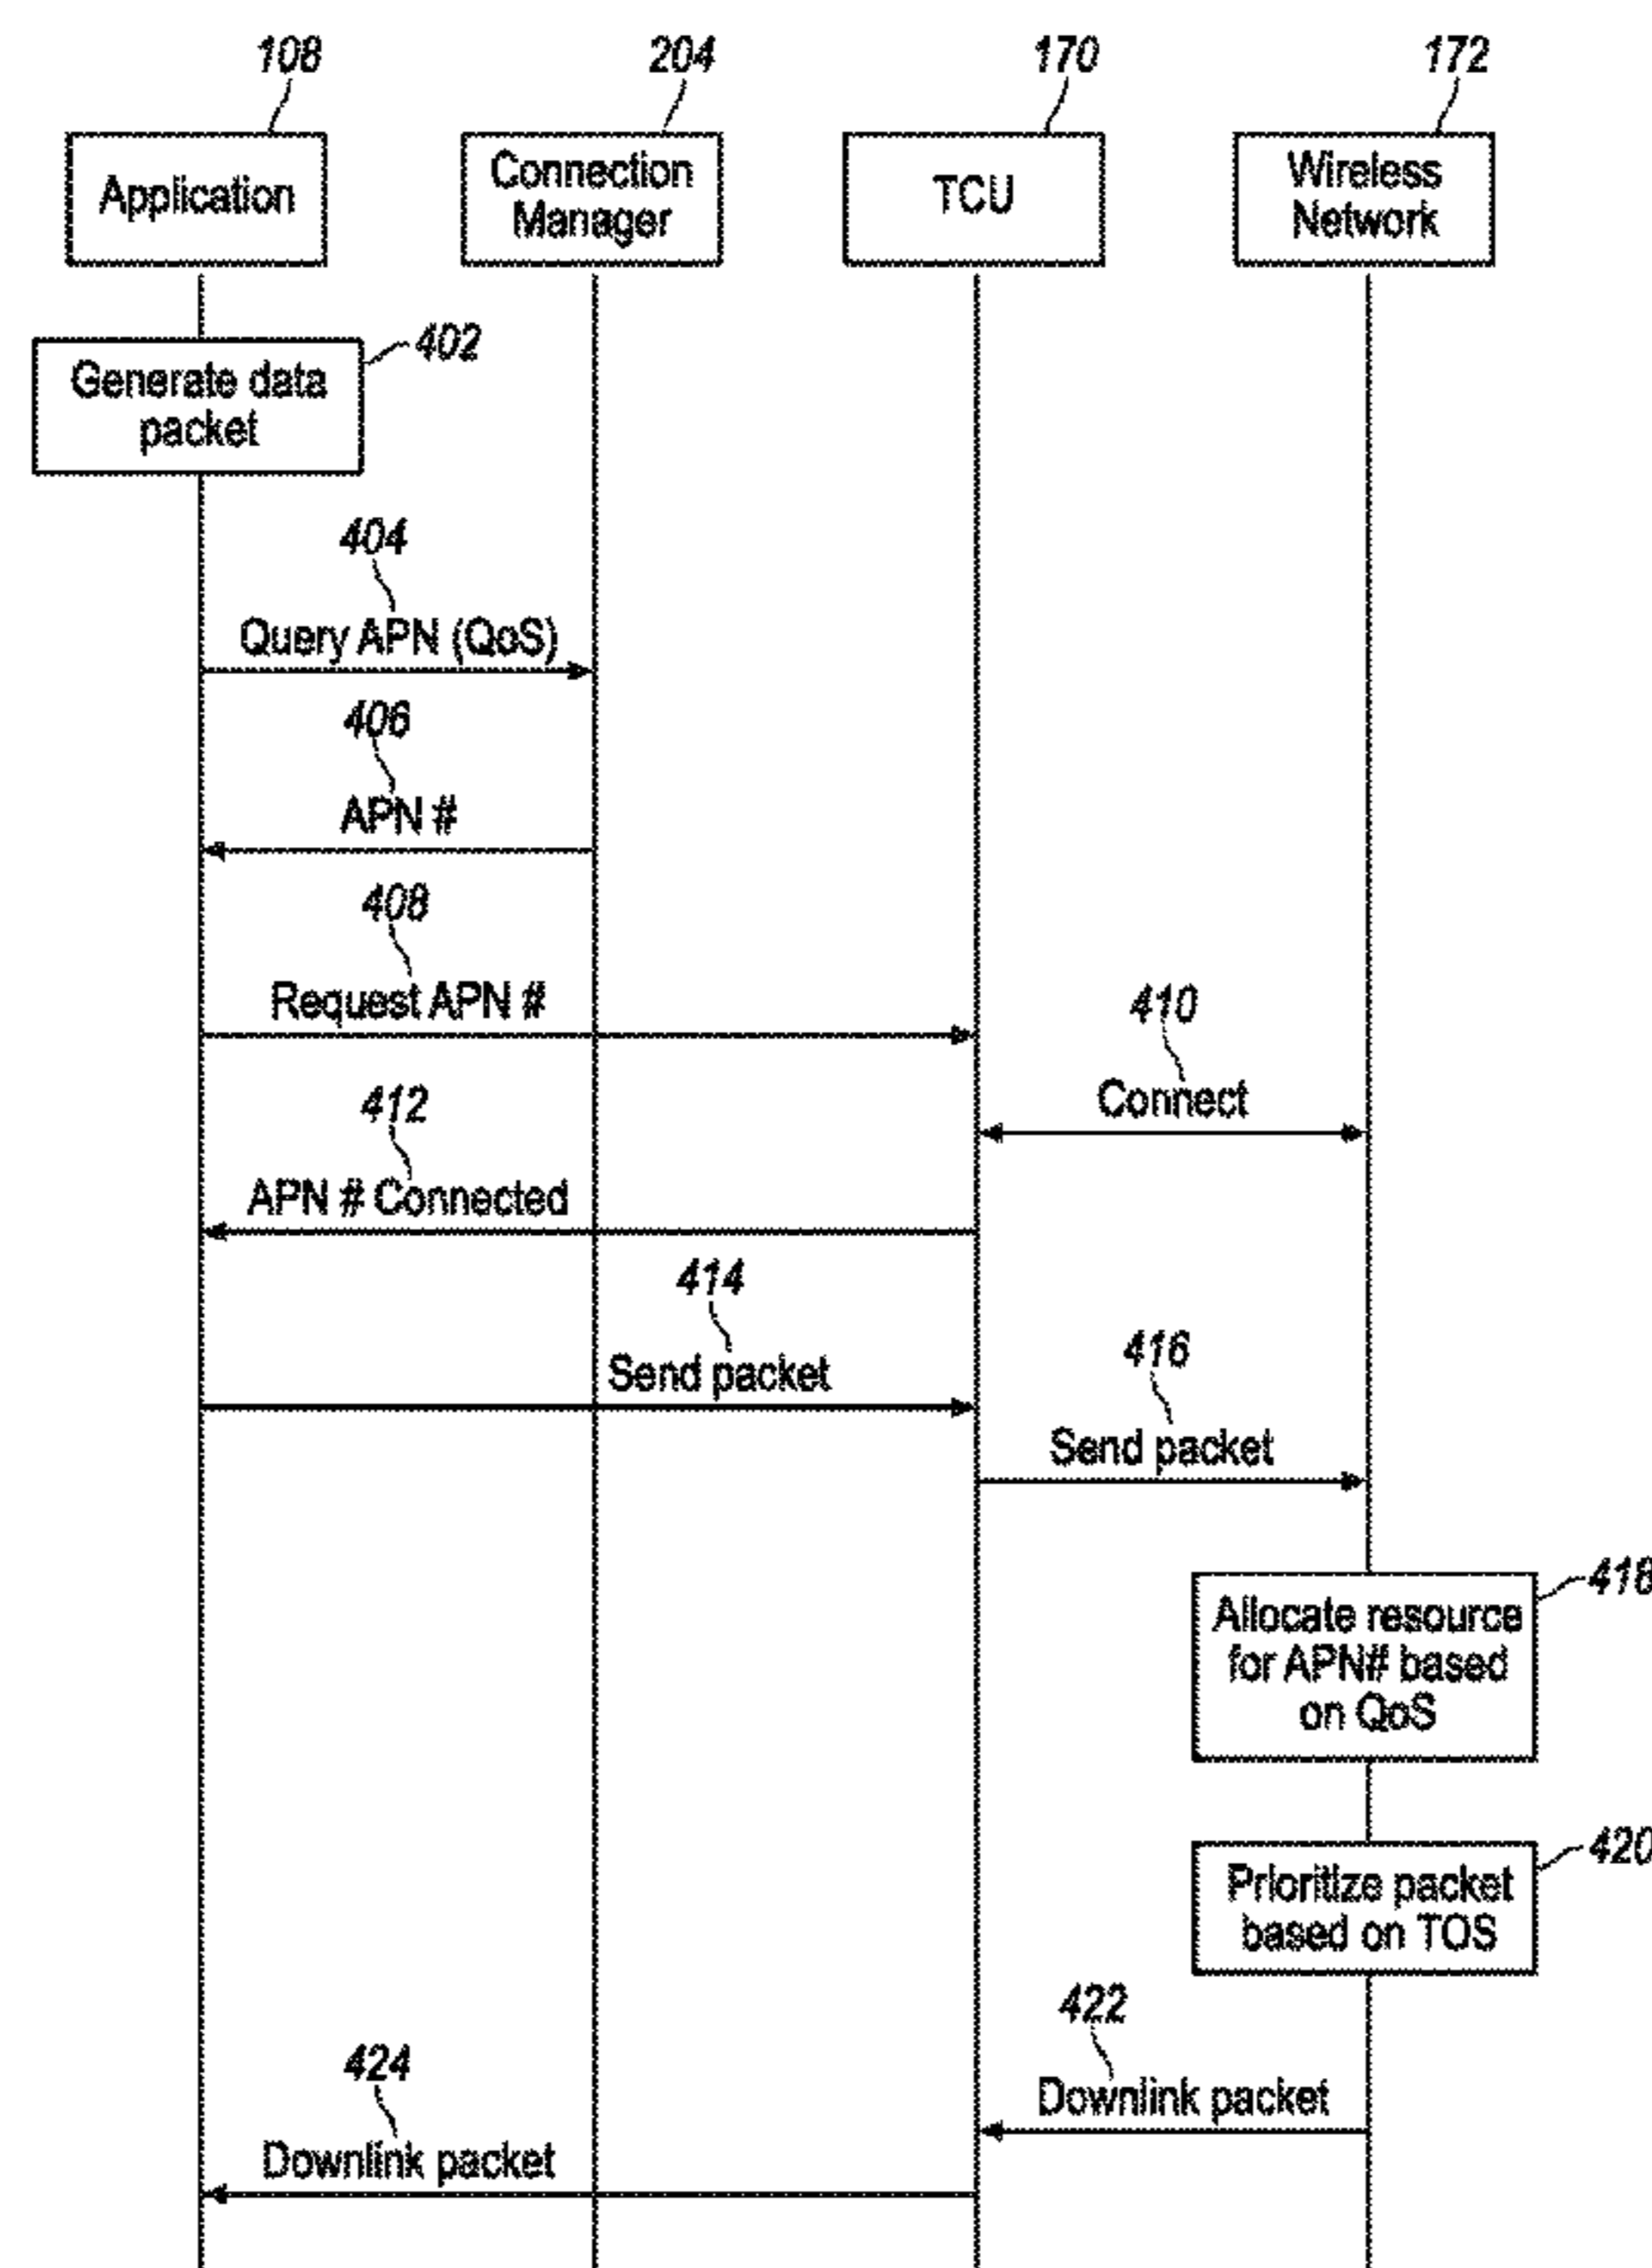 108
204
170
172
Application
Connection
Manager
TCU
Wireless
Network
402
Generate data
packet
404
Query APN (QoS)
406
APN #
408
Request APN #
410
Connect
412
APN # Connected
414
Send packet
416
Send packet
418
Allocate resource
for APN# based
on QoS
420
Prioritize packet
based on TOS
422
Downlink packet
424
Downlink packet